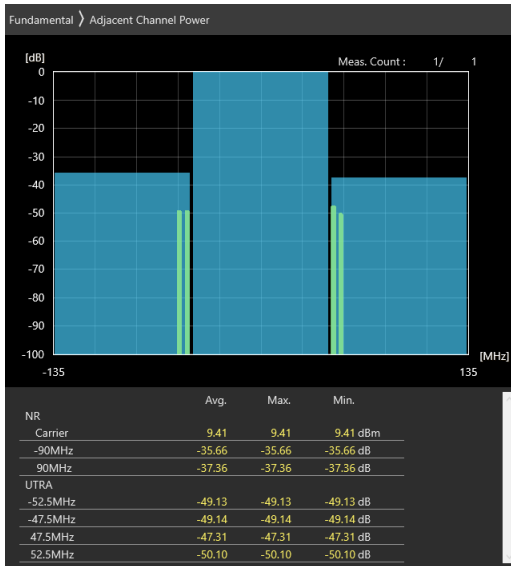 Fundamental 〉 Adjacent Channel Power
[dB] Meas. Count : 1/ 1
0
-10
-20
-30
-40
-50
-60
-70
-80
-90
-100 [MHz]
-135 135
Avg. Max. Min.
NR
Carrier 9.41 9.41 9.41 dBm
-90MHz -35.66 -35.66 -35.66 dB
90MHz -37.36 -37.36 -37.36 dB
UTRA
-52.5MHz -49.13 -49.13 -49.13 dB
-47.5MHz -49.14 -49.14 -49.14 dB
47.5MHz -47.31 -47.31 -47.31 dB
52.5MHz -50.10 -50.10 -50.10 dB